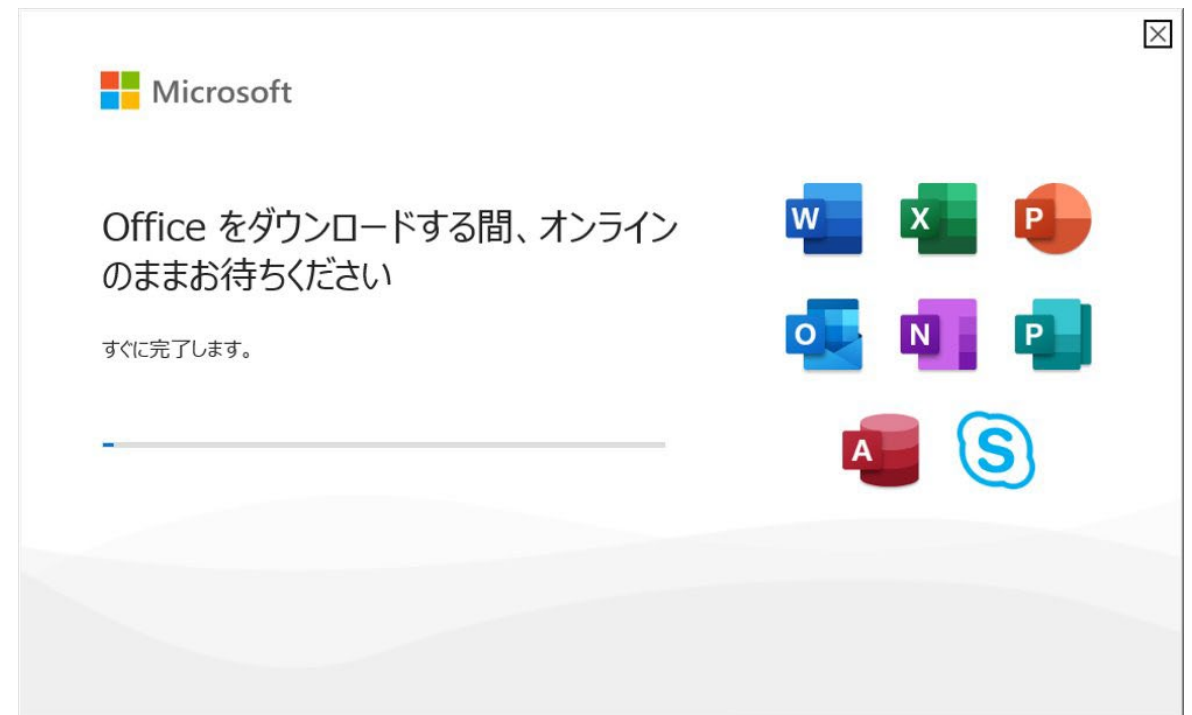 Microsoft
Office をダウンロードする間、オンライン
のままお待ちください
すぐに完了します。
W
X
P
O
N
P
A
S